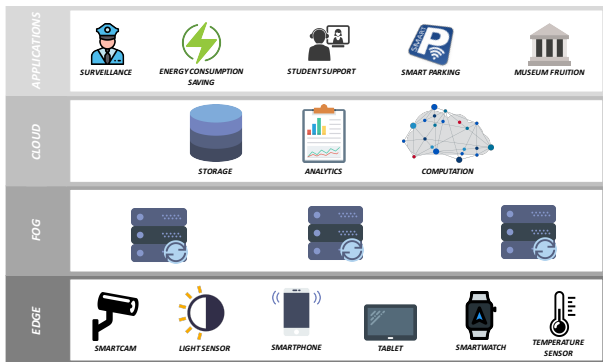 APPLICATIONS
SURVEILLANCE
ENERGY CONSUMPTION
SAVING
STUDENT SUPPORT
SMART
P
SMART PARKING
MUSEUM FRUITION
CLOUD
STORAGE
ANALYTICS
COMPUTATION
FOG
EDGE
SMARTCAM
LIGHT SENSOR
SMARTPHONE
TABLET
SMARTWATCH
TEMPERATURE
SENSOR